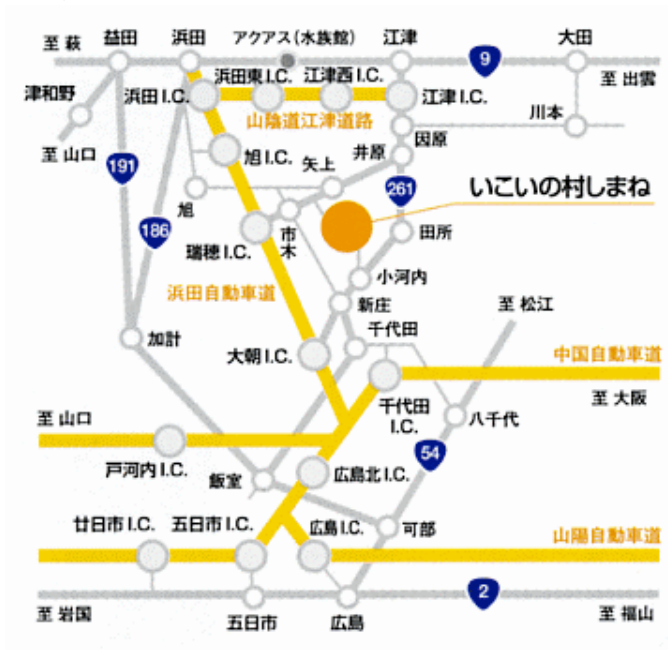 至 萩
益田
浜田
アクアス(水族館)
江津
9
大田
至 出雲
津和野
浜田 I.C.
浜田東 I.C.
江津西 I.C.
江津 I.C.
山陰道江津道路
川本
因原
至 山口
191
旭 I.C.
矢上
井原
261
いこいの村しまね
旭
186
市木
田所
瑞穂 I.C.
小河内
浜田自動車道
新庄
至 松江
加計
千代田
大朝 I.C.
中国自動車道
至 大阪
千代田 I.C.
至 山口
八千代
54
戸河内 I.C.
飯室
広島北 I.C.
廿日市 I.C.
五日市 I.C.
広島 I.C.
可部
山陽自動車道
2
至 岩国
五日市
広島
至 福山